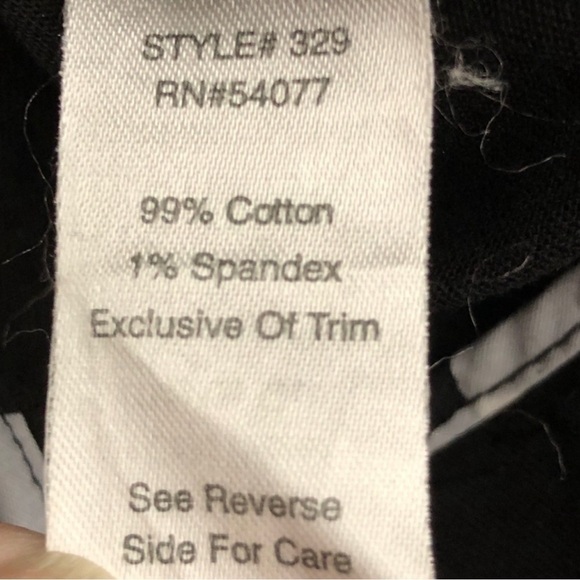 STYLE# 329
RN#54077
99% Cotton
1% Spandex
Exclusive Of Trim
See Reverse
Side For Care